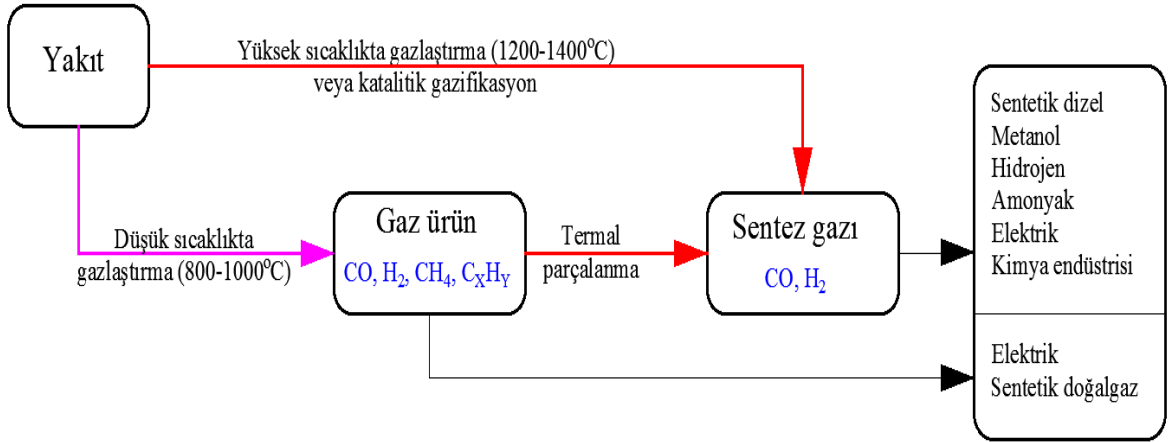 Yakıt
Yüksek sıcaklıkta gazlaştırma (1200-1400°C)
veya katalitik gazifikasyon
Düşük sıcaklıkta
gazlaştırma (800-1000°C)
Gaz ürün
CO, H₂, CH₄, CₓHᵧ
Termal
parçalanma
Sentez gazı
CO, H₂
Sentetik dizel
Metanol
Hidrojen
Amonyak
Elektrik
Kimya endüstrisi
Elektrik
Sentetik doğalgaz